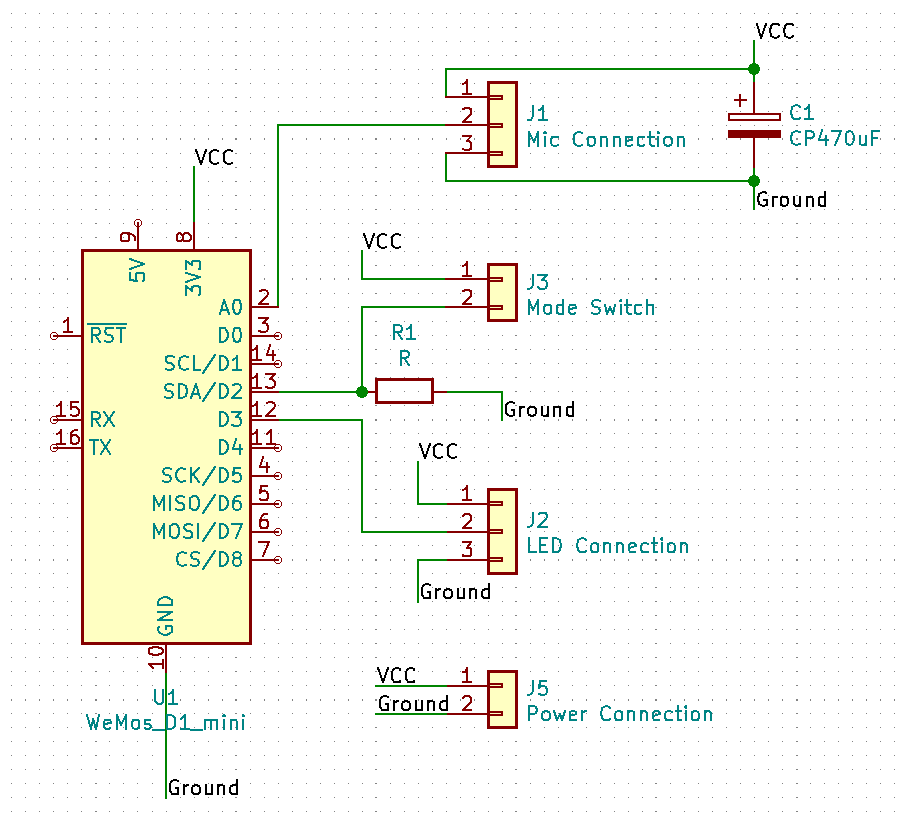 VCC
+
C1
CP470uF
Ground
1
2
3
J1
Mic Connection
VCC
9
8
5V
3V3
1
RST
15
RX
16
TX
A0
2
D0
3
SCL/D1
14
SDA/D2
13
D3
12
D4
11
SCK/D5
4
MISO/D6
5
MOSI/D7
6
CS/D8
7
GND
10
U1
WeMos_D1_mini
Ground
VCC
1
2
J3
Mode Switch
R1
R
Ground
VCC
1
2
3
J2
LED Connection
Ground
VCC
1
Ground
2
J5
Power Connection